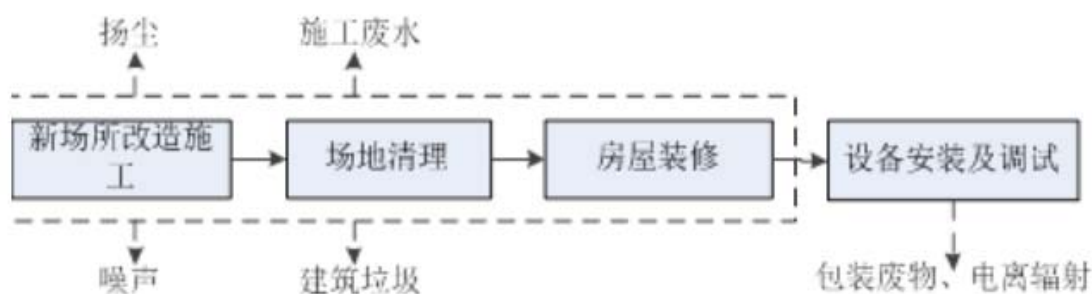 扬尘
施工废水
新场所改造施
工
场地清理
房屋装修
设备安装及调试
噪声
建筑垃圾
包装废物、电离辐射